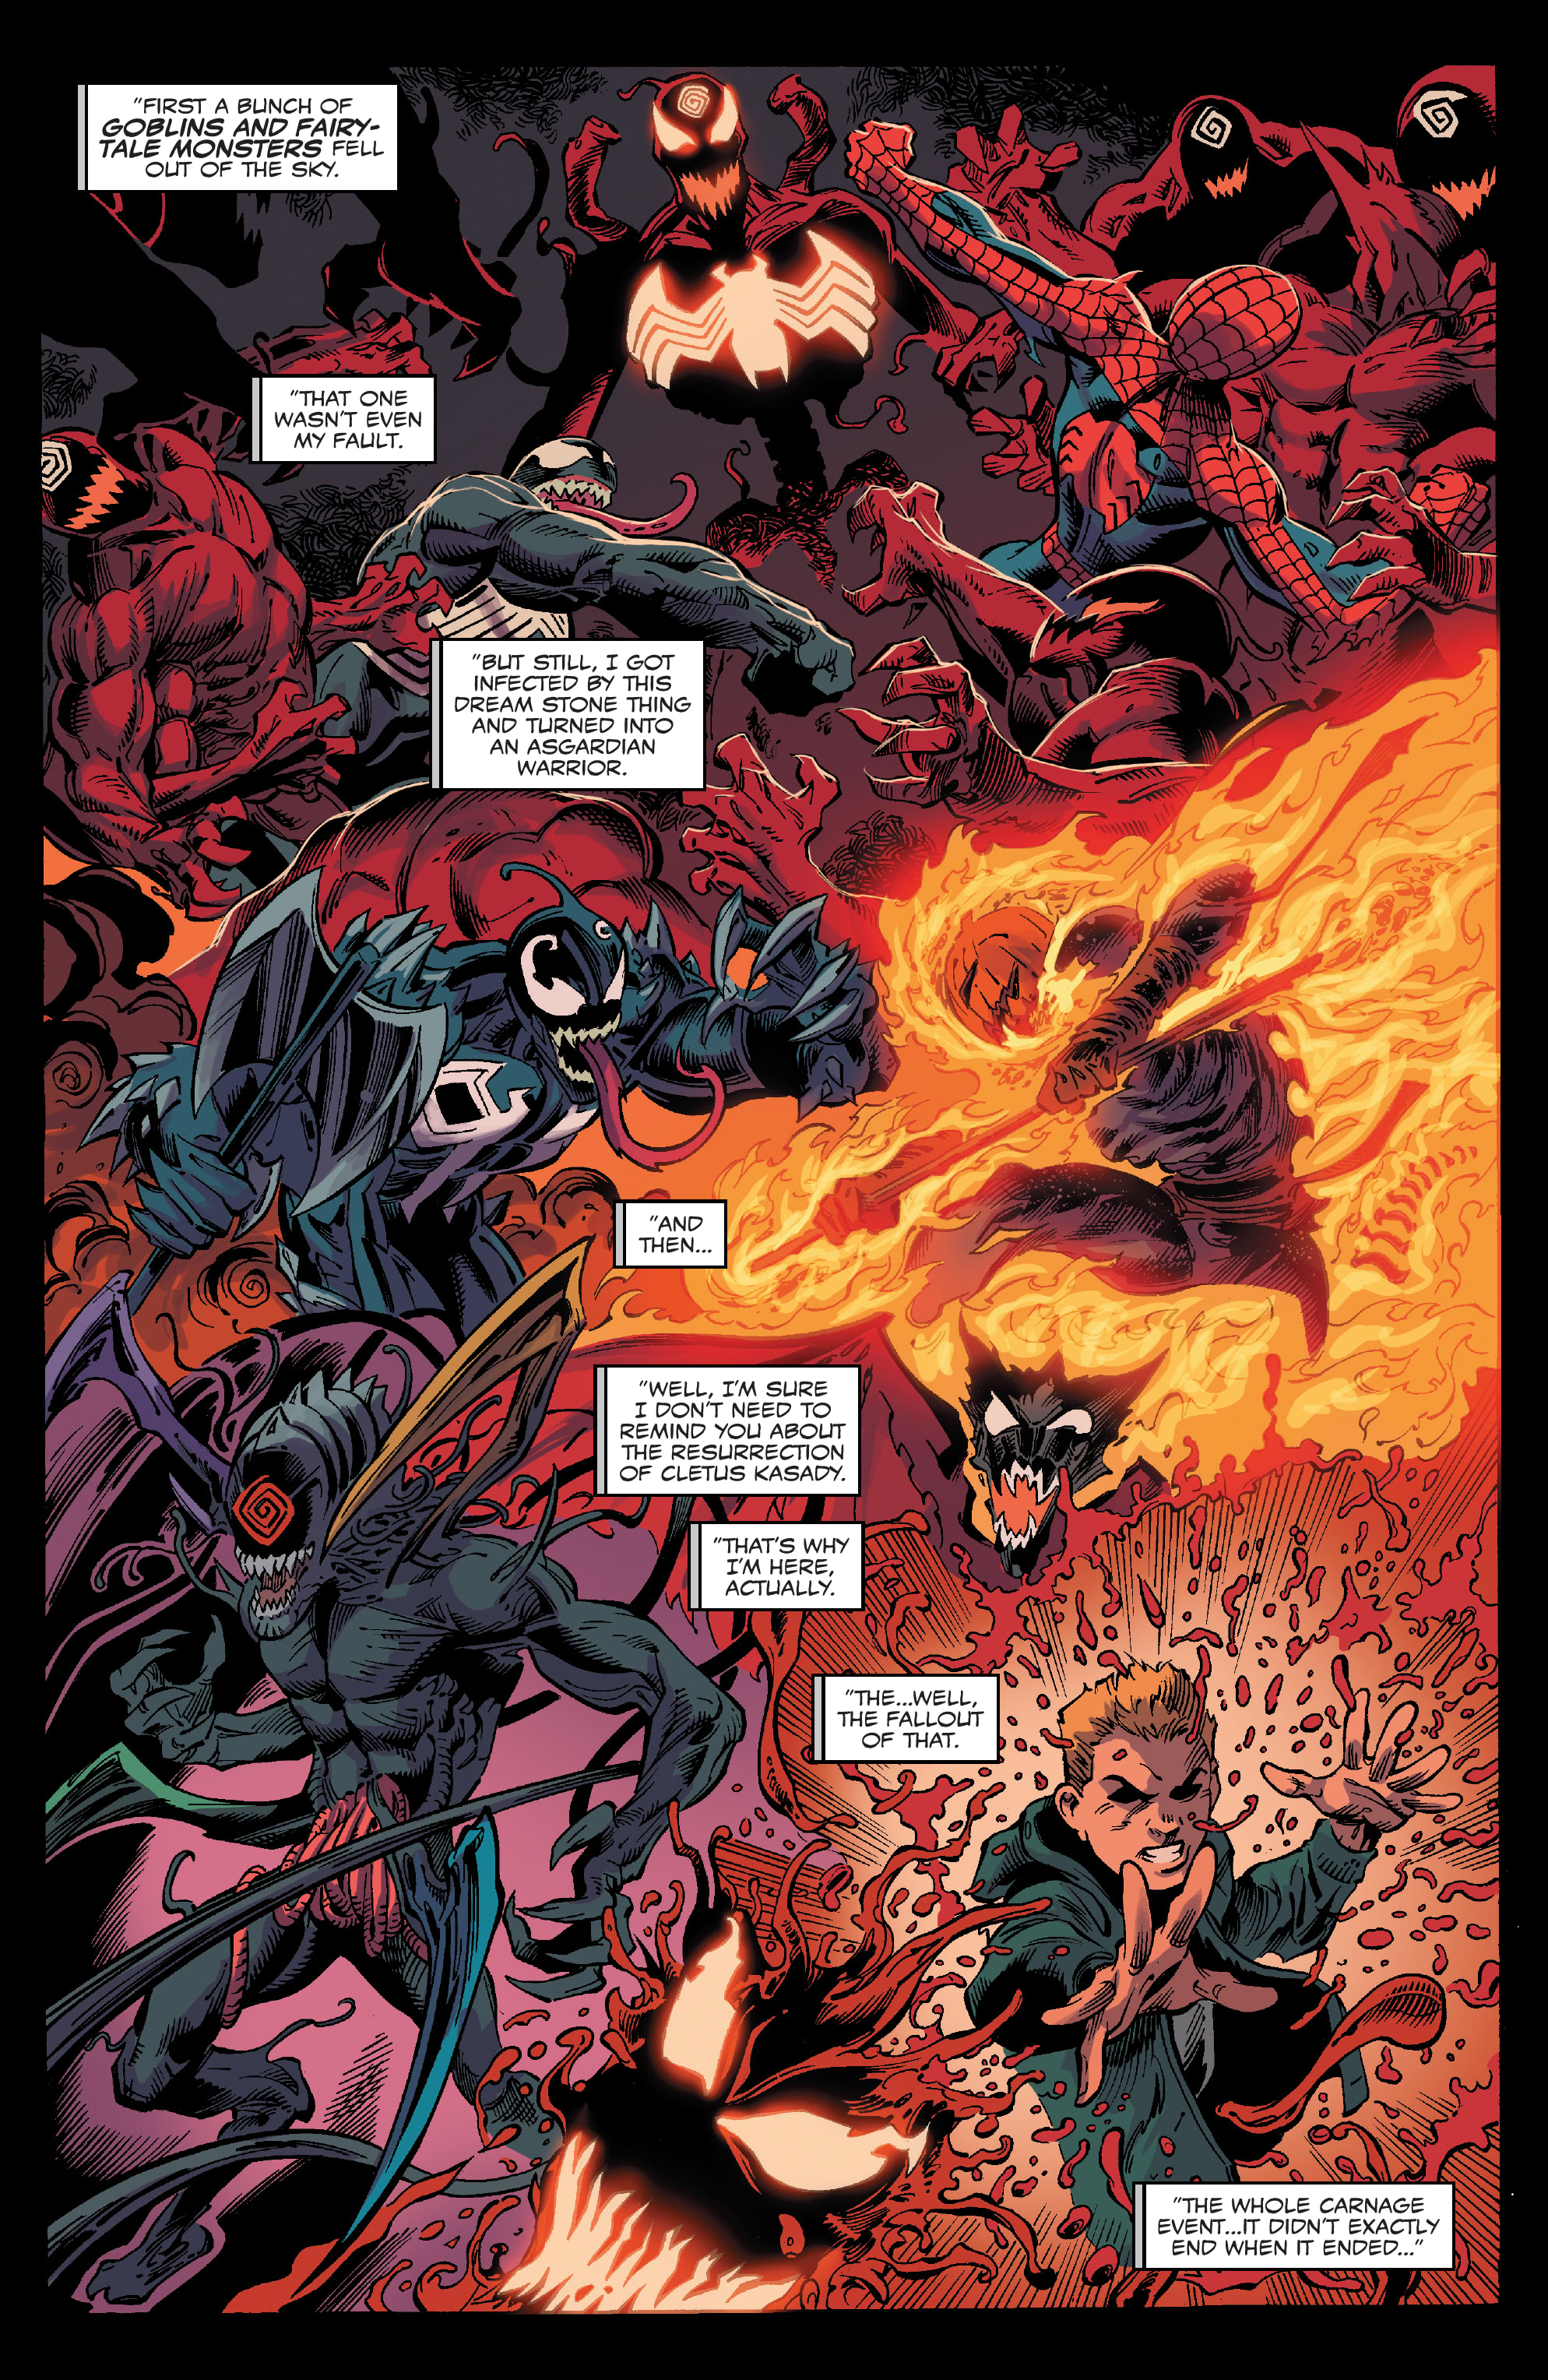 "FIRST A BUNCH OF
GOBLINS AND FAIRY-
TALE MONSTERS FELL
OUT OF THE SKY.
"THAT ONE
WASN'T EVEN
MY FAULT.
"BUT STILL, I GOT
INFECTED BY THIS
DREAM STONE THING
AND TURNED INTO
AN ASGARDIAN
WARRIOR.
"AND
THEN...
"WELL, I'M SURE
I DON'T NEED TO
REMIND YOU ABOUT
THE RESURRECTION
OF CLETUS KASADY.
"THAT'S WHY
I'M HERE,
ACTUALLY.
"THE...WELL,
THE FALLOUT
OF THAT.
"THE WHOLE CARNAGE
EVENT...IT DIDN'T EXACTLY
END WHEN IT ENDED..."